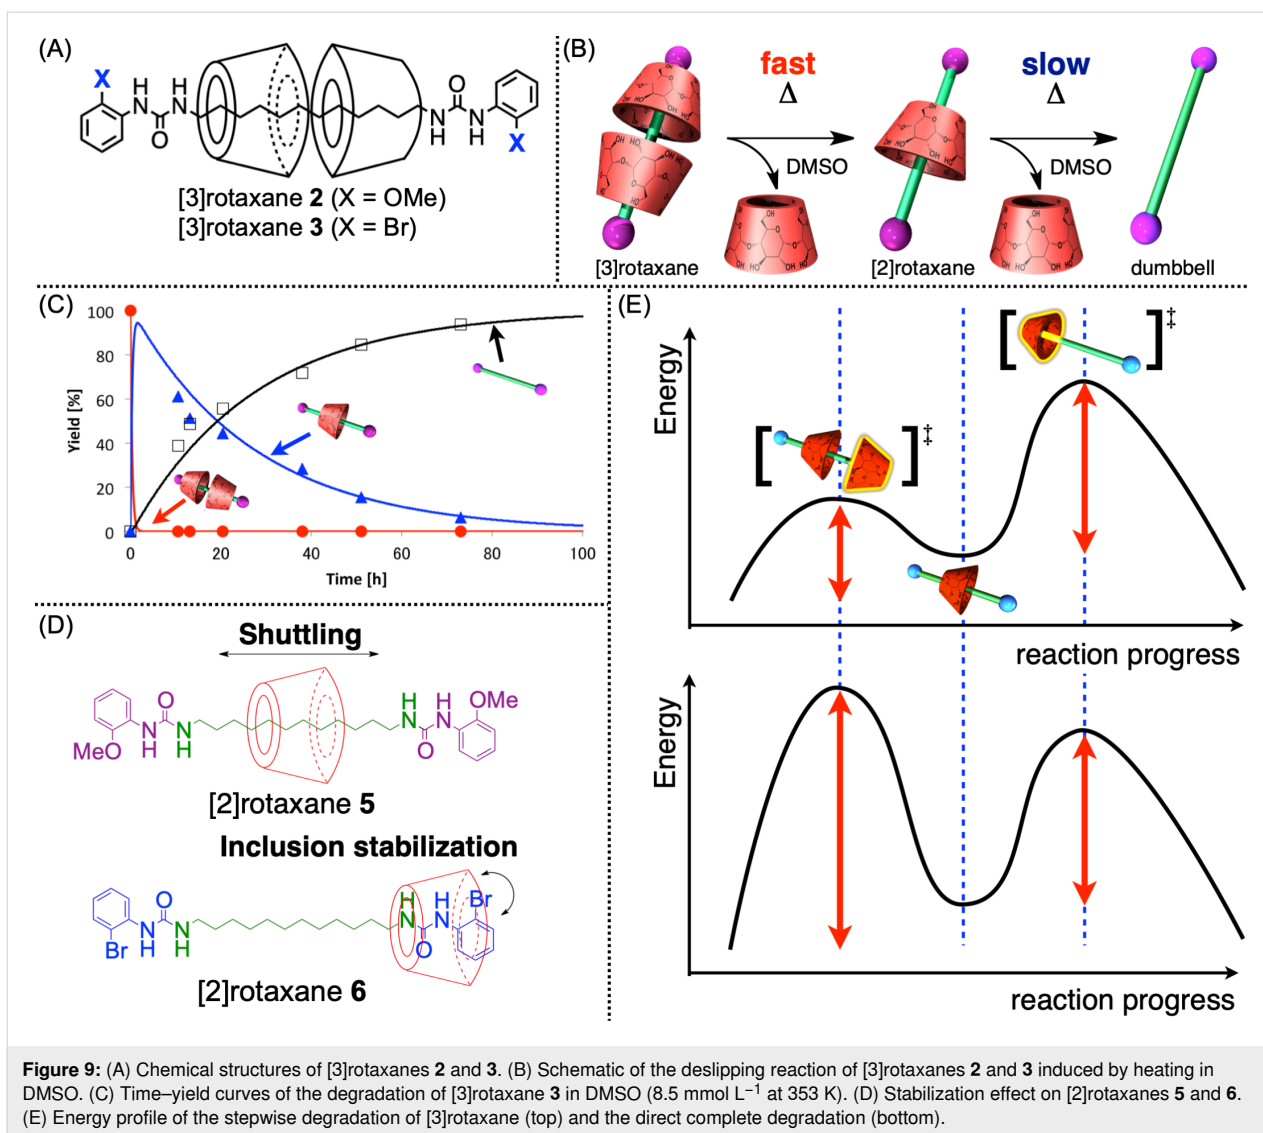 (A)
X
H
H
N
N
O
O
N
H
N
H
X
[3]rotaxane 2 (X = OMe)
[3]rotaxane 3 (X = Br)
(B)
fast
Δ
DMSO
slow
Δ
DMSO
[3]rotaxane
[2]rotaxane
dumbbell
(C)
Yield [%]
100
80
60
40
20
0
0
20
40
60
80
100
Time [h]
(D)
Shuttling
MeO
N
H
O
N
H
H
N
O
H
N
OMe
[2]rotaxane 5
Inclusion stabilization
Br
N
H
O
N
H
H
N
O
H
N
Br
[2]rotaxane 6
(E)
Energy
[ ]‡
[ ]‡
reaction progress
Energy
reaction progress
Figure 9: (A) Chemical structures of [3]rotaxanes 2 and 3. (B) Schematic of the deslipping reaction of [3]rotaxanes 2 and 3 induced by heating in
DMSO. (C) Time–yield curves of the degradation of [3]rotaxane 3 in DMSO (8.5 mmol L−1 at 353 K). (D) Stabilization effect on [2]rotaxanes 5 and 6.
(E) Energy profile of the stepwise degradation of [3]rotaxane (top) and the direct complete degradation (bottom).